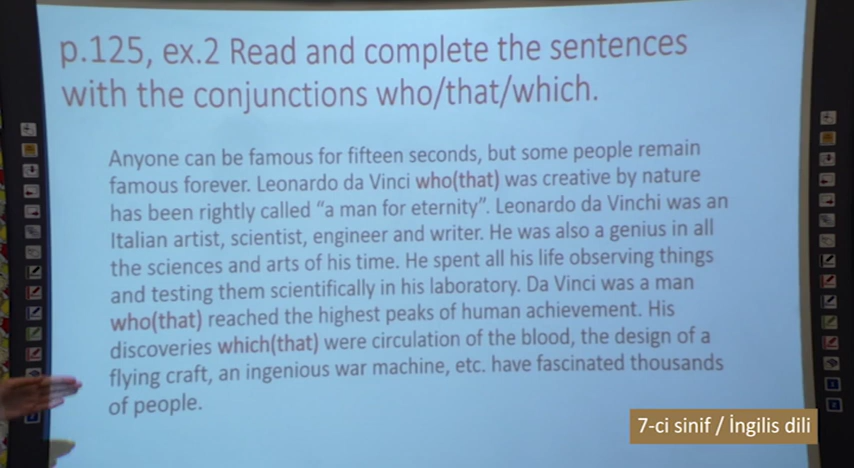 p.125, ex.2 Read and complete the sentences
with the conjunctions who/that/which.
Anyone can be famous for fifteen seconds, but some people remain
famous forever. Leonardo da Vinci who(that) was creative by nature
has been rightly called “a man for eternity”. Leonardo da Vinchi was an
Italian artist, scientist, engineer and writer. He was also a genius in all
the sciences and arts of his time. He spent all his life observing things
and testing them scientifically in his laboratory. Da Vinci was a man
who(that) reached the highest peaks of human achievement. His
discoveries which(that) were circulation of the blood, the design of a
flying craft, an ingenious war machine, etc. have fascinated thousands
of people.
7-ci sinif / İngilis dili